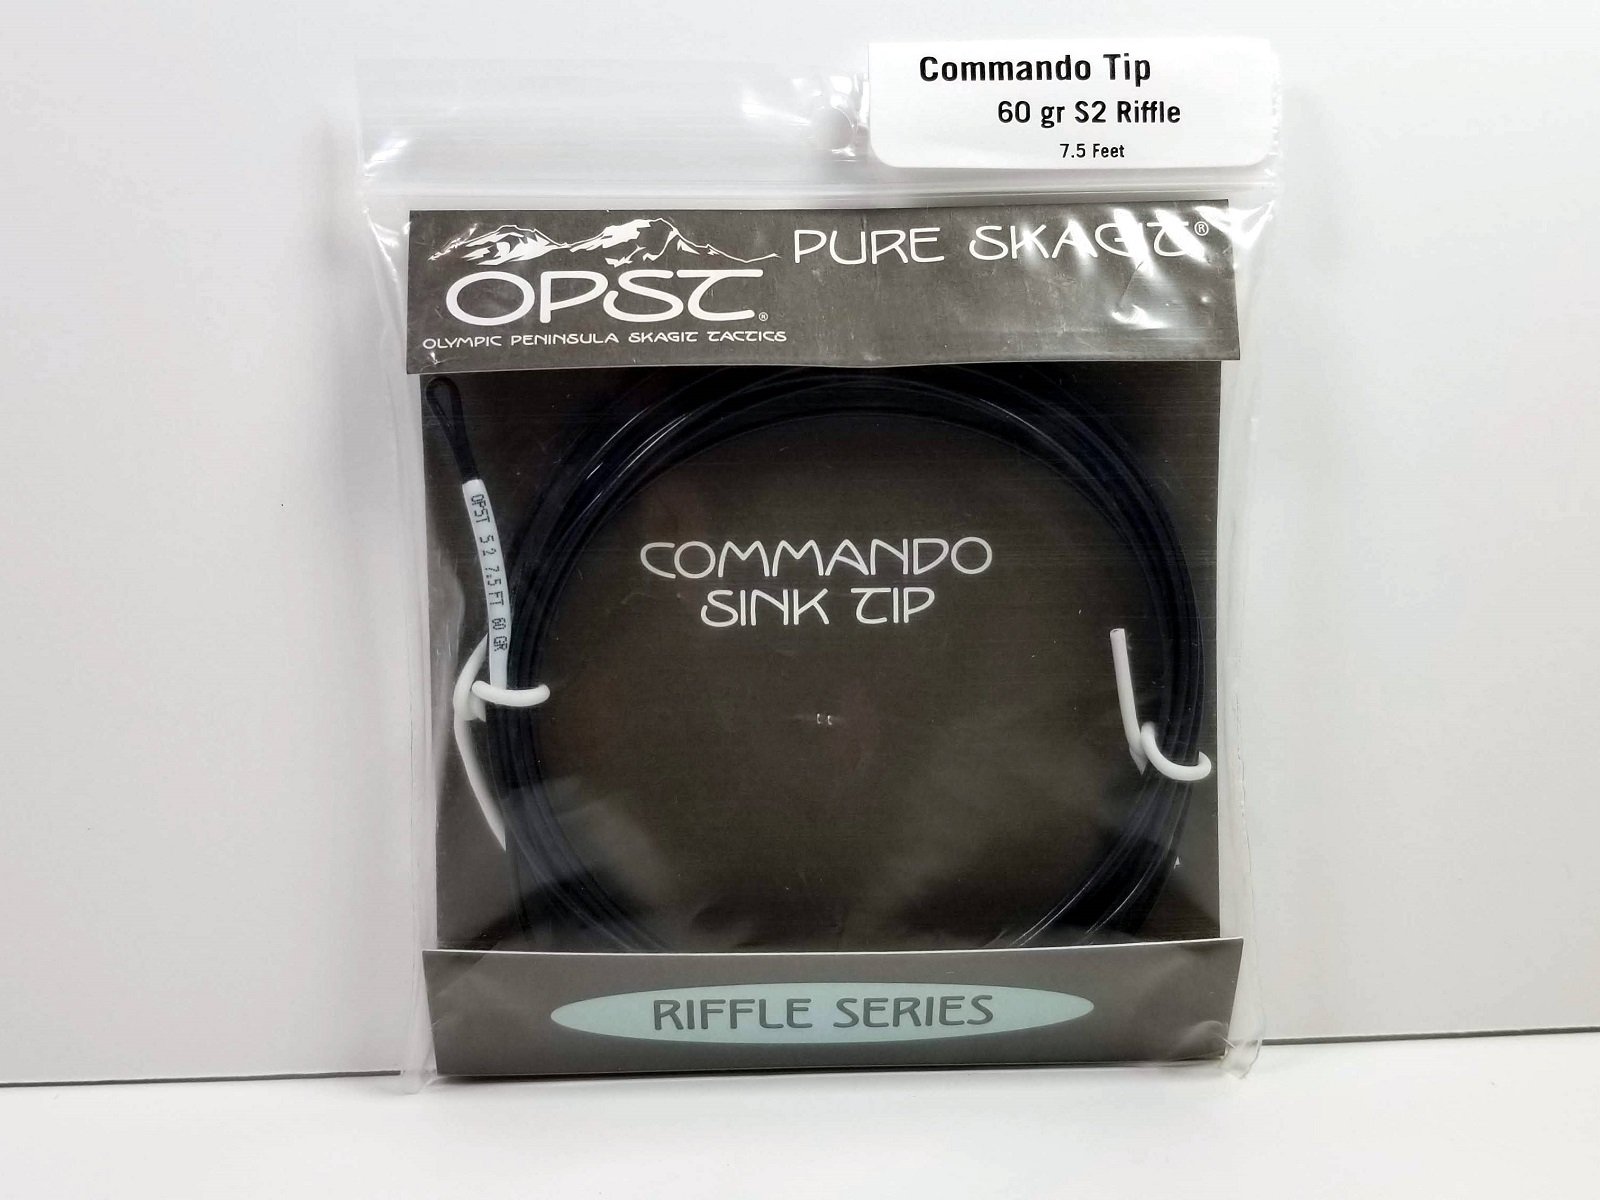 Commando Tip
60 gr S2 Riffle
7.5 Feet
PURE SKAGIT®
OPST®
OLYMPIC PENINSULA SKAGIT TACTICS
OPST S2 7.5FT 60 GR
COMMANDO
SINK TIP
RIFFLE SERIES